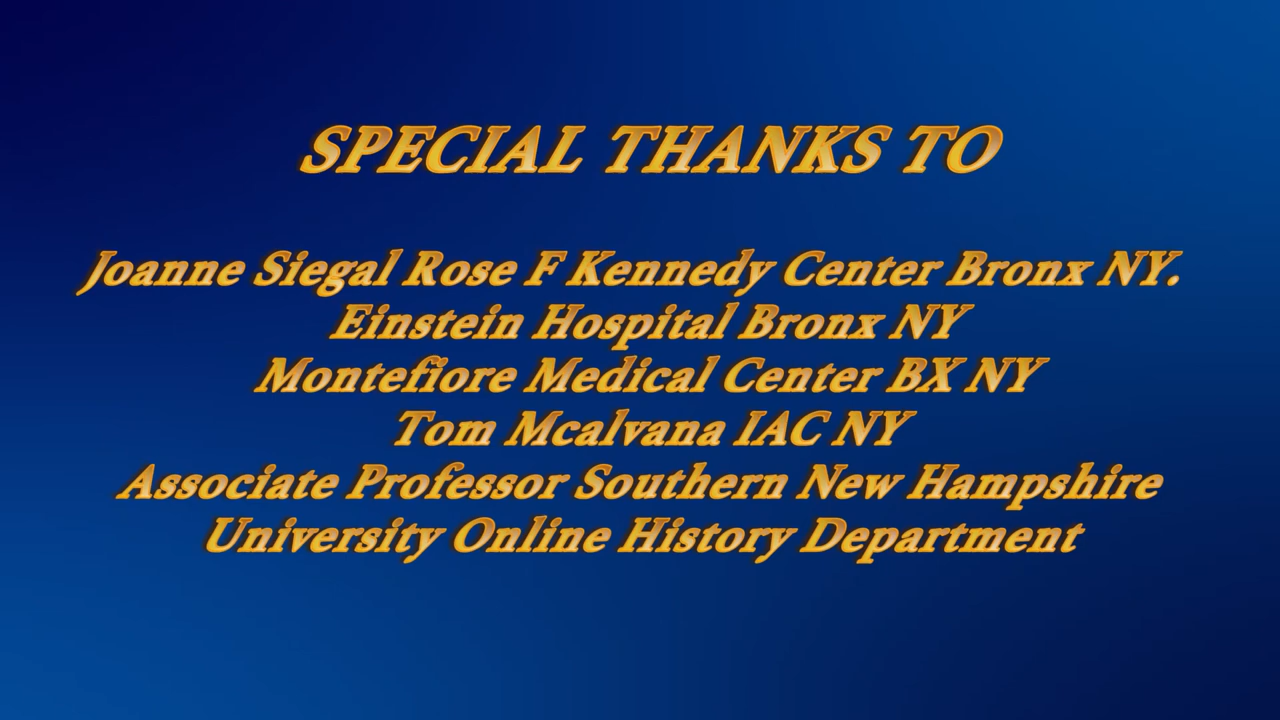 SPECIAL THANKS TO
Joanne Siegal Rose F Kennedy Center Bronx NY.
Einstein Hospital Bronx NY
Montefiore Medical Center BX NY
Tom Mcalvana IAC NY
Associate Professor Southern New Hampshire
University Online History Department